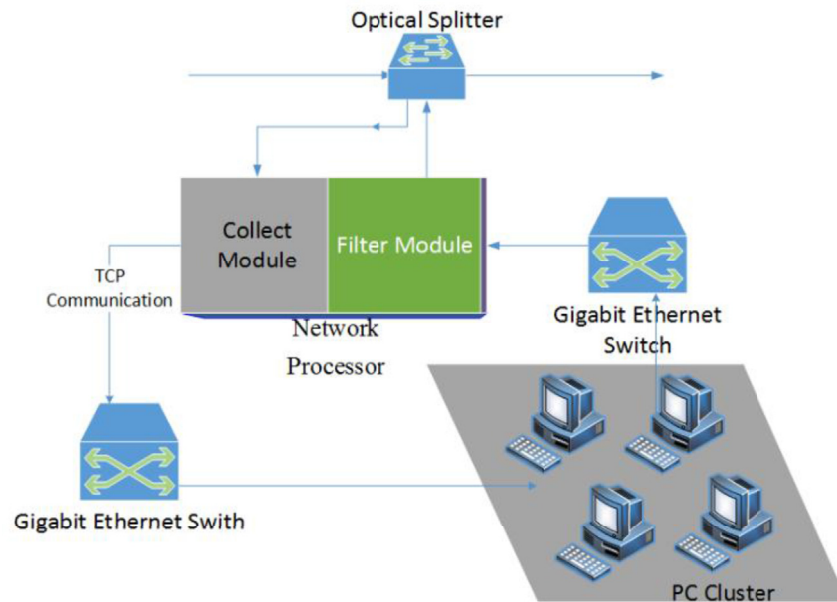 Optical Splitter
Collect
Module
Filter Module
TCP
Communication
Network
Processor
Gigabit Ethernet
Switch
Gigabit Ethernet Swith
PC Cluster